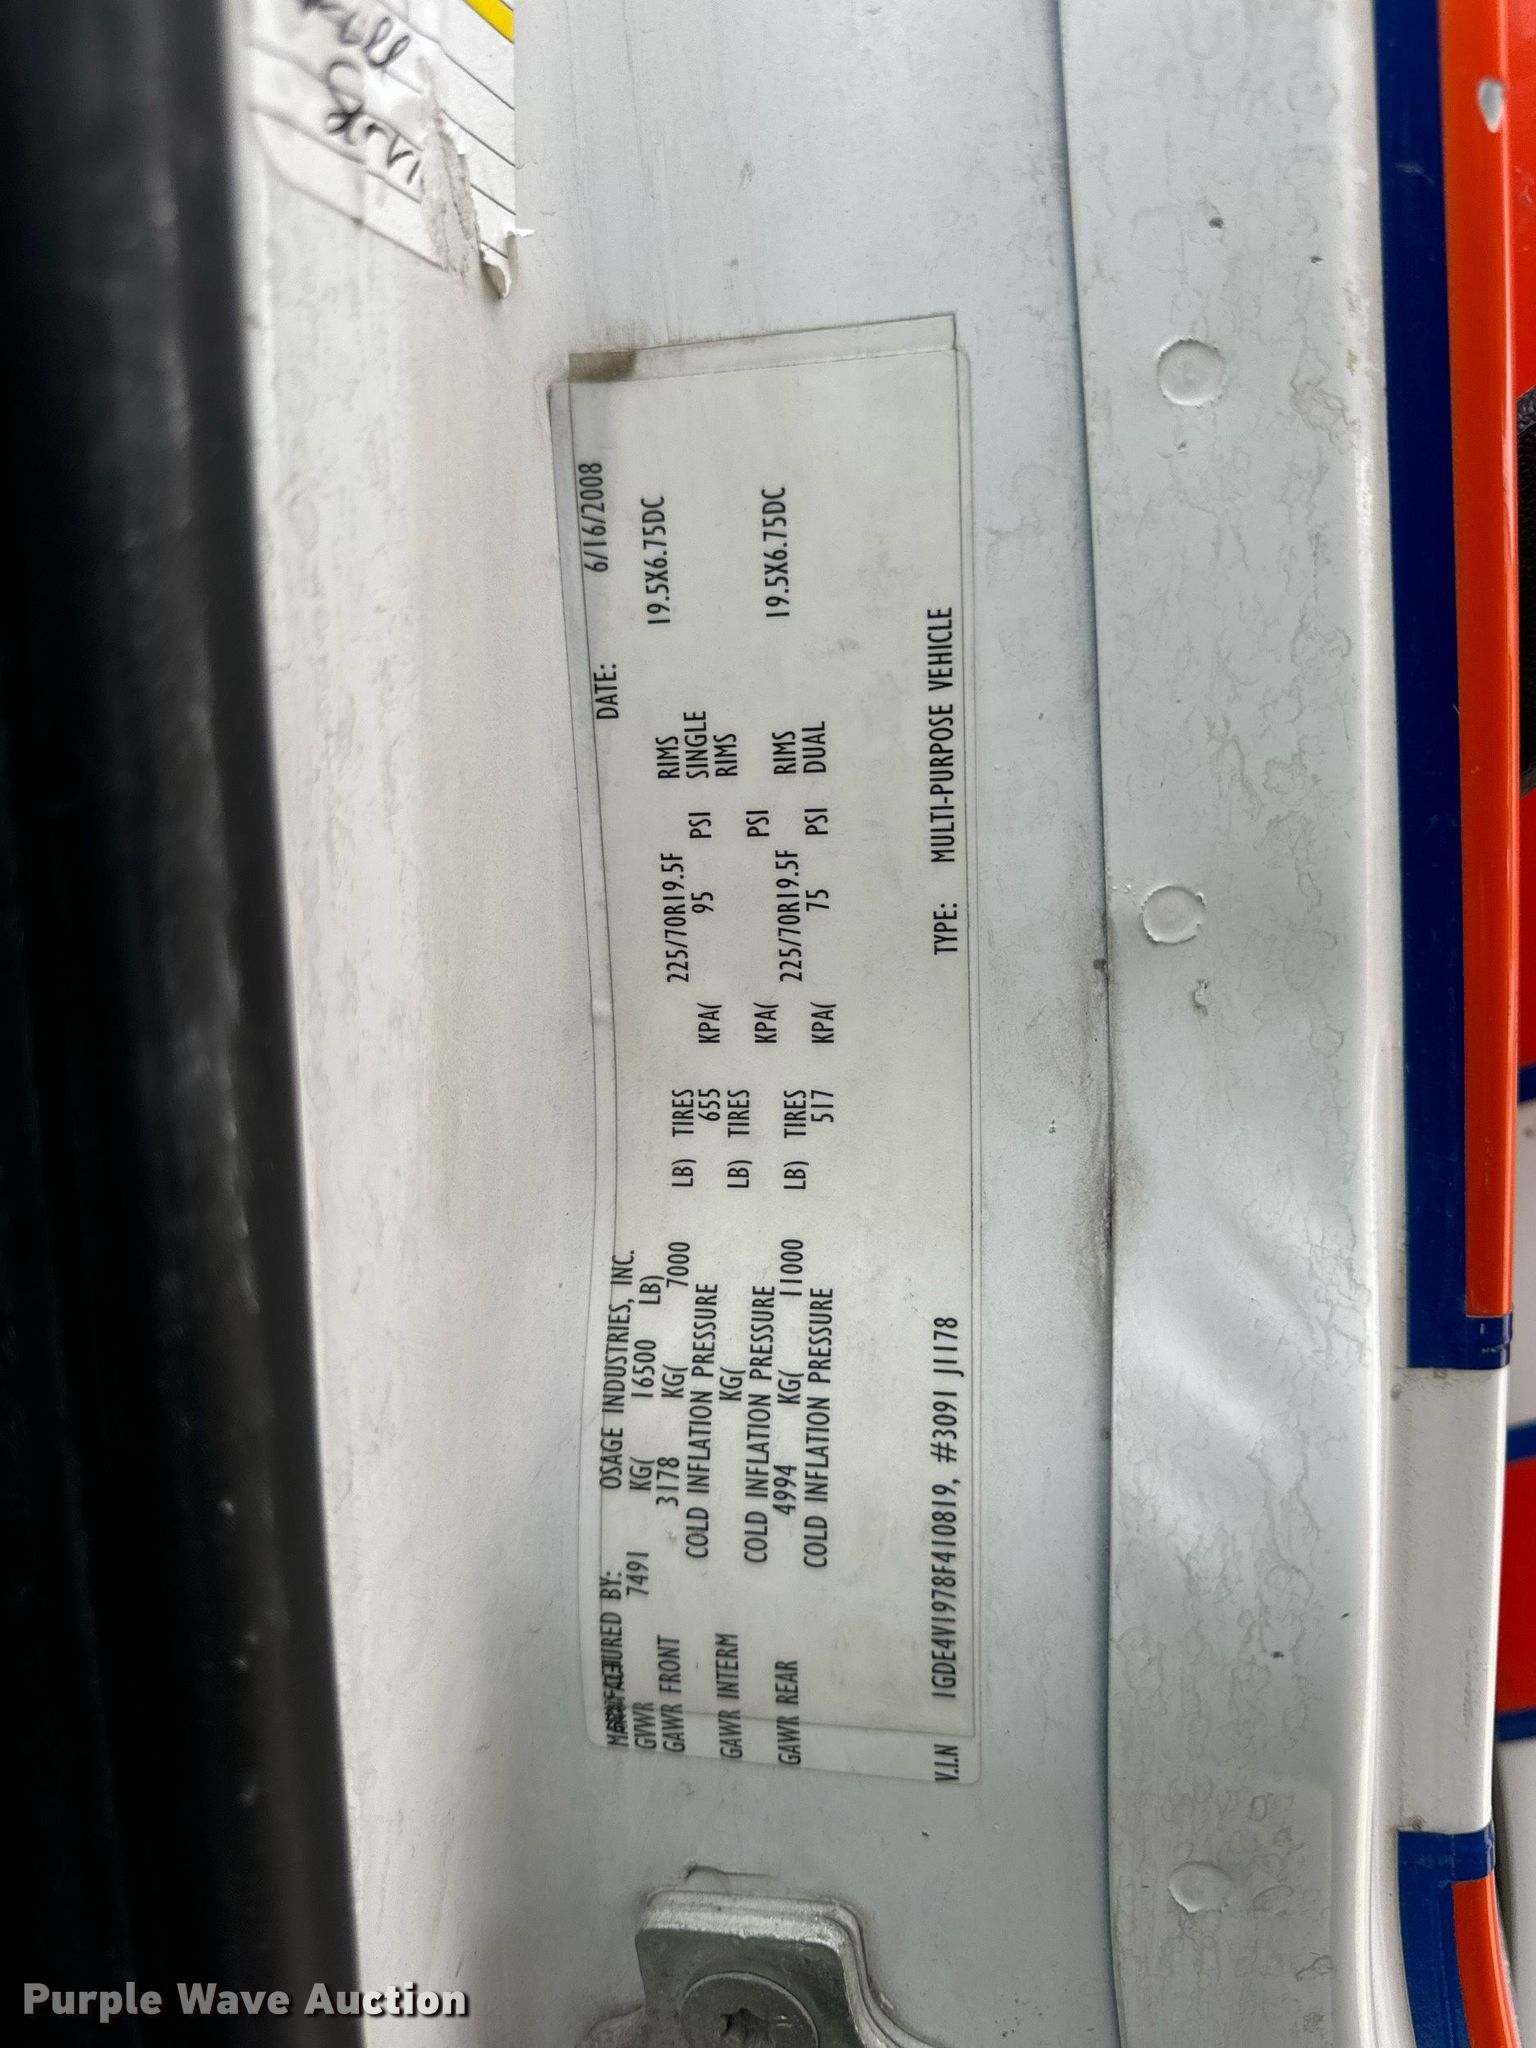 MANUFACTURED BY: OSAGE INDUSTRIES, INC. DATE: 6/16/2008
GVWR 7491 KG( 16500 LB)
GAWR FRONT 3178 KG( 7000 LB) TIRES 225/70R19.5F RIMS 19.5X6.75DC
COLD INFLATION PRESSURE 655 KPA( 95 PSI SINGLE
GAWR INTERM KG( LB) TIRES RIMS
COLD INFLATION PRESSURE KPA( PSI
GAWR REAR 4994 KG( 11000 LB) TIRES 225/70R19.5F RIMS 19.5X6.75DC
COLD INFLATION PRESSURE 517 KPA( 75 PSI DUAL
V.I.N 1GDE4V1978F410819, #3091 J1178 TYPE: MULTI-PURPOSE VEHICLE
Purple Wave Auction